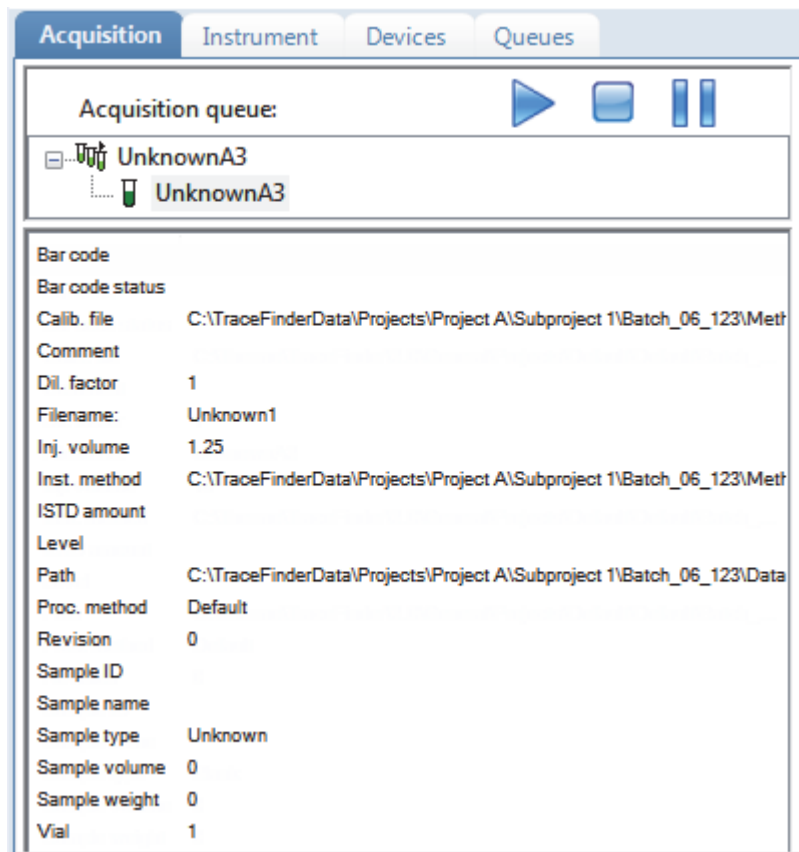 Acquisition Instrument Devices Queues
Acquisition queue:
UnknownA3
UnknownA3
Bar code
Bar code status
Calib. file C:\TraceFinderData\Projects\Project A\Subproject 1\Batch_06_123\Meth
Comment
Dil. factor 1
Filename: Unknown1
Inj. volume 1.25
Inst. method C:\TraceFinderData\Projects\Project A\Subproject 1\Batch_06_123\Meth
ISTD amount
Level
Path C:\TraceFinderData\Projects\Project A\Subproject 1\Batch_06_123\Data
Proc. method Default
Revision 0
Sample ID
Sample name
Sample type Unknown
Sample volume 0
Sample weight 0
Vial 1